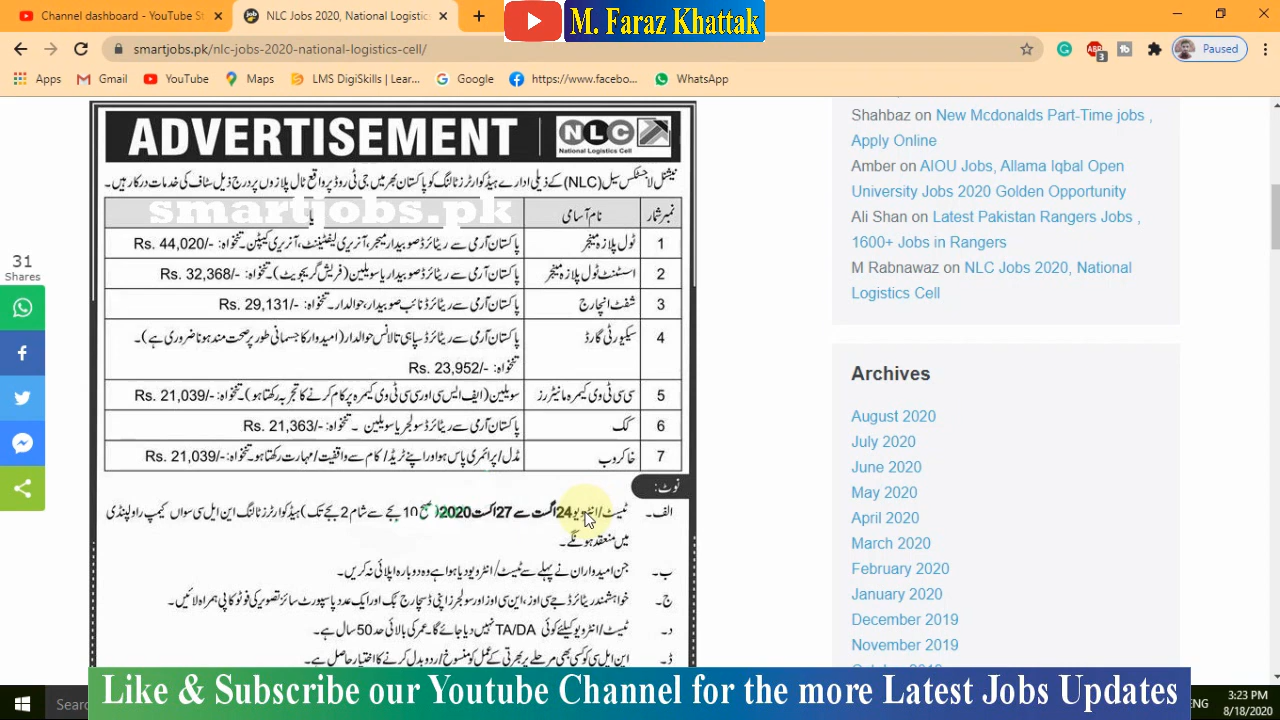 Channel dashboard - YouTube St
NLC Jobs 2020, National Logistic
M. Faraz Khattak
smartjobs.pk/nlc-jobs-2020-national-logistics-cell/
ABP
3
Paused
Apps
Gmail
YouTube
Maps
LMS DigiSkills | Lear...
Google
https://www.facebo...
WhatsApp
31
Shares
ADVERTISEMENT
NLC
National Logistics Cell
نیشنل لاجسٹکس سیل (NLC) کے ذیلی ادارے ہیڈکوارٹرز ٹالنگ کو پاکستان بھر میں جی ٹی روڈ پر واقع ٹال پلازوں پر درج ذیل سٹاف کی خدمات درکار ہیں۔
smartjobs.pk
نمبر شمار نام آسامی
1 ٹول پلازہ منیجر پاکستان آرمی سے ریٹائرڈ صوبیدار میجر، آنریری لیفٹیننٹ، آنریری کیپٹن۔ تنخواہ: Rs. 44,020/-
2 اسسٹنٹ ٹول پلازہ منیجر پاکستان آرمی سے ریٹائرڈ صوبیدار یا سویلین (فریش گریجویٹ)۔ تنخواہ: Rs. 32,368/-
3 شفٹ انچارج پاکستان آرمی سے ریٹائرڈ نائب صوبیدار، حوالدار۔ تنخواہ: Rs. 29,131/-
4 سیکیورٹی گارڈ پاکستان آرمی سے ریٹائرڈ سپاہی تا لانس حوالدار (امیدوار کا جسمانی طور پر صحت مند ہونا ضروری ہے)۔
تنخواہ: Rs. 23,952/-
5 سی سی ٹی وی کیمرہ مانیٹررز سویلین (ایف ایس سی اور سی سی ٹی وی کیمرہ پر کام کرنے کا تجربہ رکھتا ہو)۔ تنخواہ: Rs. 21,039/-
6 کک پاکستان آرمی سے ریٹائرڈ سولجر یا سویلین۔ تنخواہ: Rs. 21,363/-
7 خاکروب مڈل/پرائمری پاس ہو اور اپنے ٹریڈ/کام سے واقفیت/مہارت رکھتا ہو۔ تنخواہ: Rs. 21,039/-
نوٹ:
الف۔ ٹیسٹ/انٹرویو 24 اگست سے 27 اگست 2020 (صبح 10 بجے سے شام 2 بجے تک) ہیڈکوارٹرز ٹالنگ این ایل سی سواں کیمپ راولپنڈی
میں منعقد ہونگے۔
ب۔ جن امیدواران نے پہلے سے ٹیسٹ/انٹرویو دیا ہوا ہے وہ دوبارہ اپلائی نہ کریں۔
ج۔ خواہشمند ریٹائرڈ جے سی اوز، این سی اوز اور سولجرز اپنی ڈسچارج بک اور ایک عدد پاسپورٹ سائز تصویر کی فوٹو کاپی ہمراہ لائیں۔
د۔ ٹیسٹ/انٹرویو کیلئے کوئی TA/DA نہیں دیا جائے گا۔ عمر کی بالائی حد 50 سال ہے۔
ڈ۔ این ایل سی کو کسی بھی مرحلے پر بھرتی کے عمل کو منسوخ/رد و بدل کرنے کا اختیار حاصل ہے۔
Shahbaz on New Mcdonalds Part-Time jobs ,
Apply Online
Amber on AIOU Jobs, Allama Iqbal Open
University Jobs 2020 Golden Opportunity
Ali Shan on Latest Pakistan Rangers Jobs ,
1600+ Jobs in Rangers
M Rabnawaz on NLC Jobs 2020, National
Logistics Cell
Archives
August 2020
July 2020
June 2020
May 2020
April 2020
March 2020
February 2020
January 2020
December 2019
November 2019
Like & Subscribe our Youtube Channel for the more Latest Jobs Updates
Sear
ENG
3:23 PM
8/18/2020